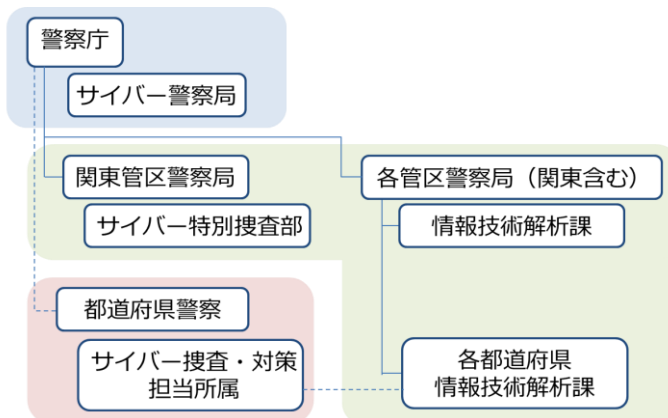 警察庁
サイバー警察局
関東管区警察局
サイバー特別捜査部
各管区警察局（関東含む）
情報技術解析課
都道府県警察
サイバー捜査・対策
担当所属
各都道府県
情報技術解析課